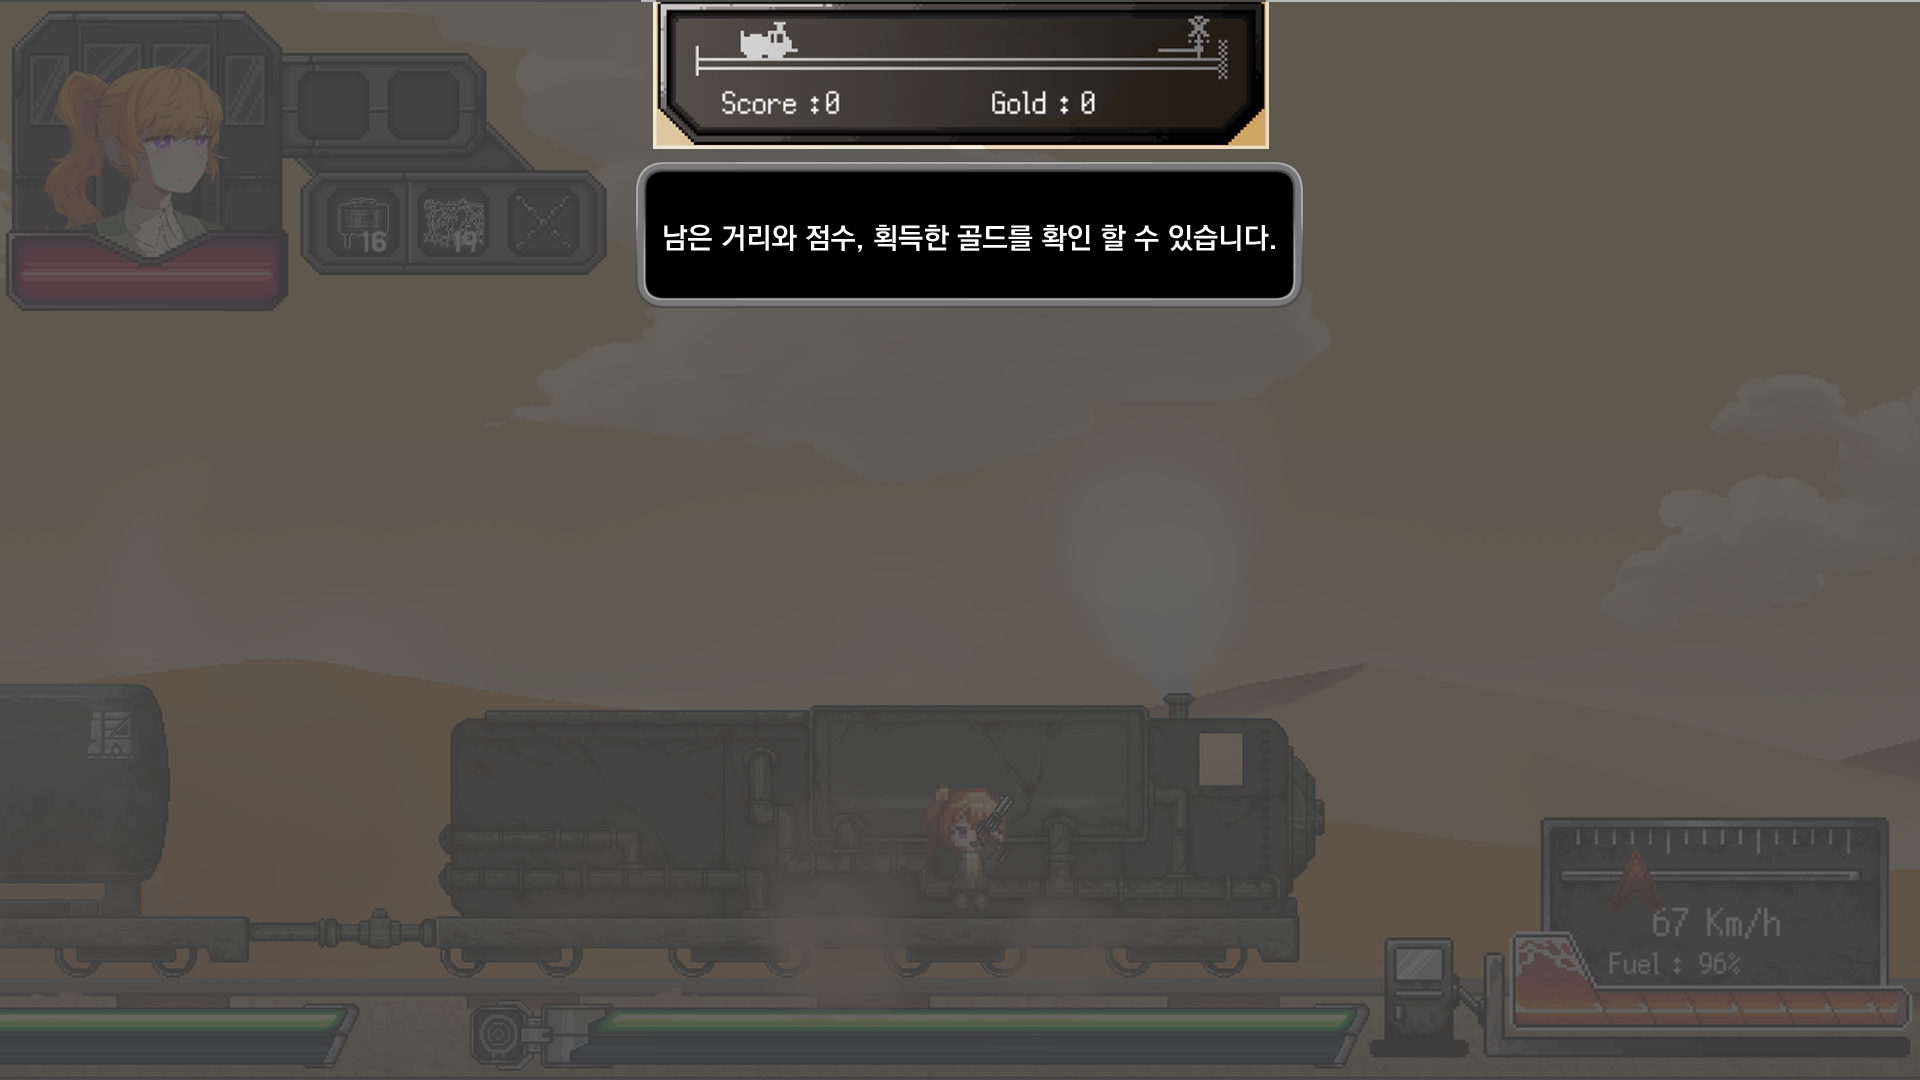 Score :0
Gold : 0
남은 거리와 점수, 획득한 골드를 확인 할 수 있습니다.
16
19
67 Km/h
Fuel : 96%